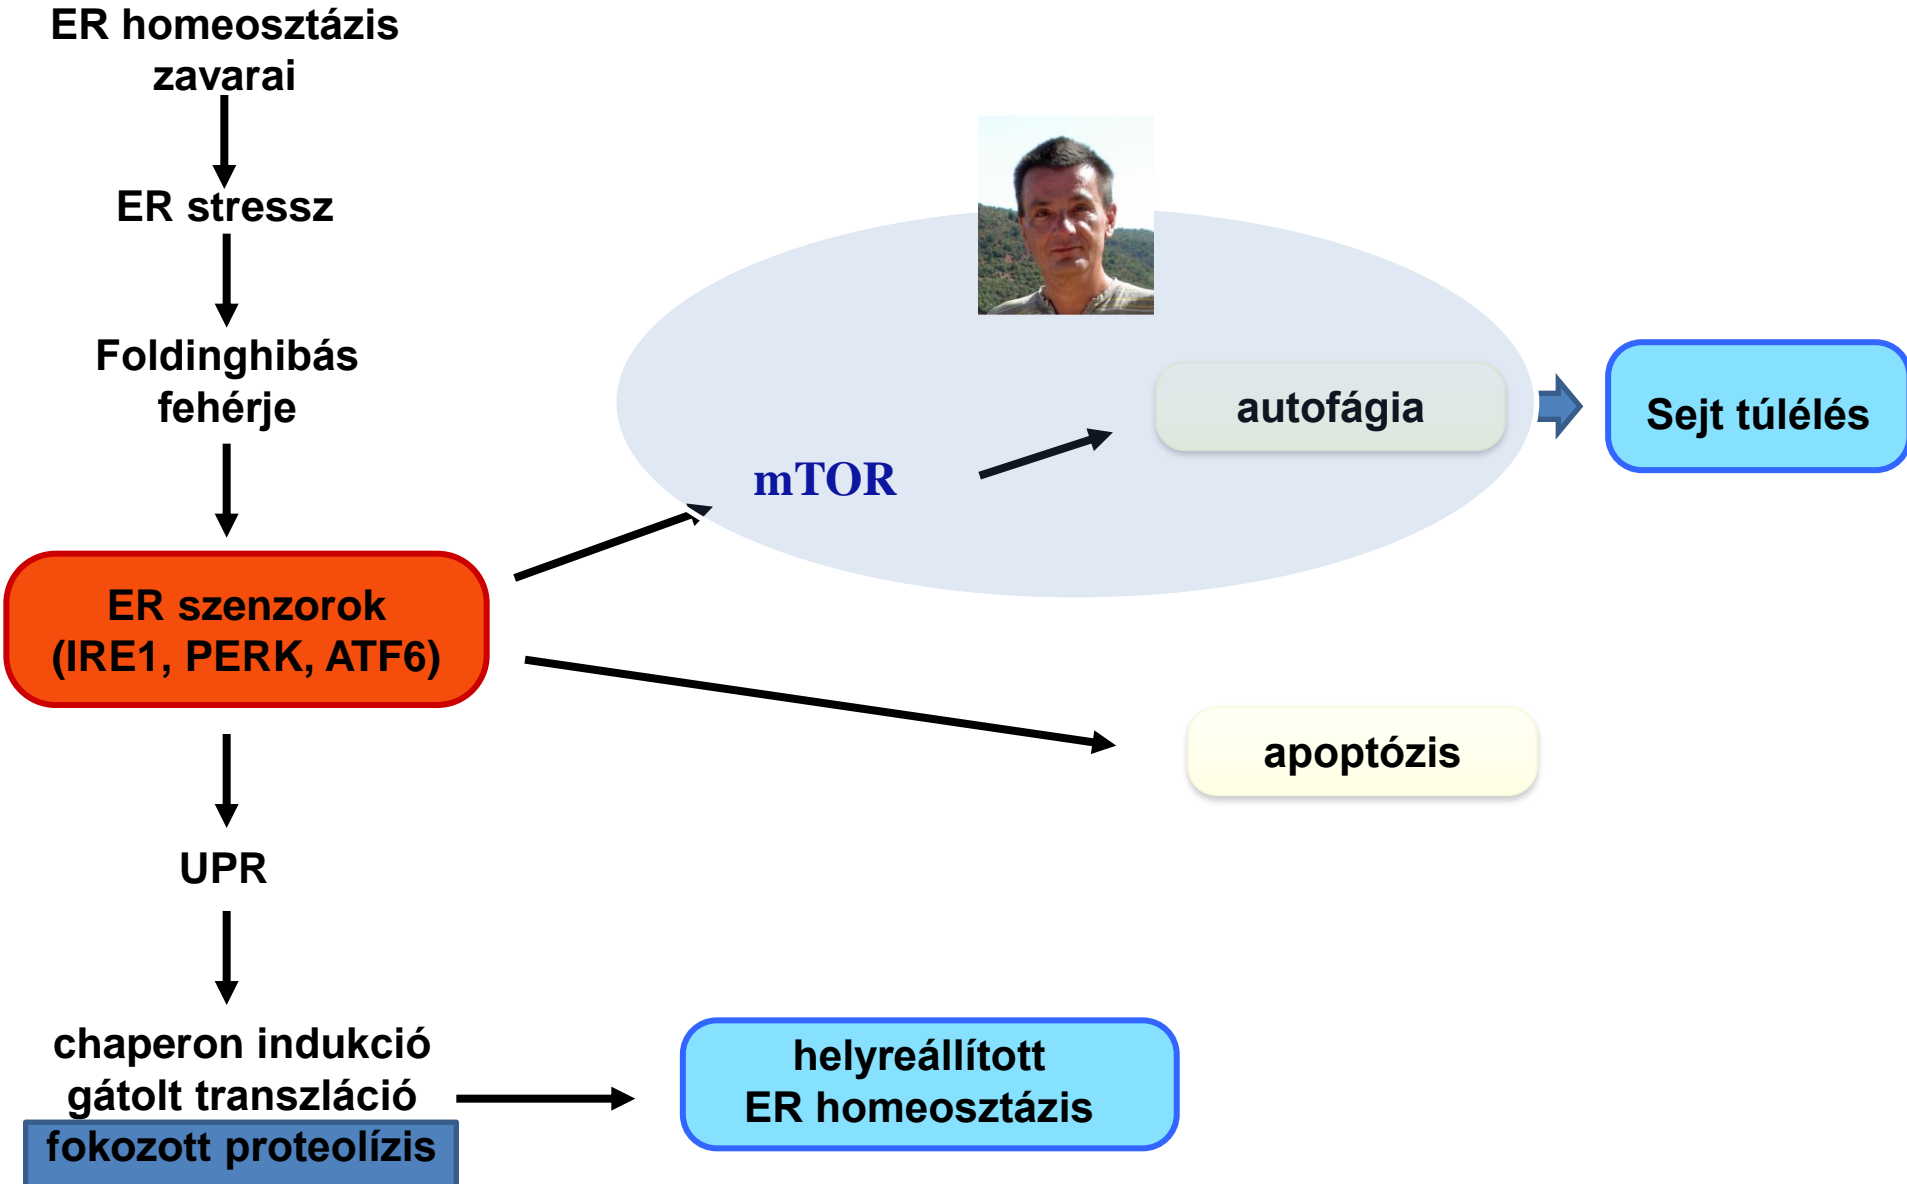 ER homeosztázis
zavarai
ER stressz
Foldinghibás
fehérje
autofágia
Sejt túlélés
mTOR
ER szenzorok
(IRE1, PERK, ATF6)
apoptózis
UPR
chaperon indukció
gátolt transzláció
fokozott proteolízis
helyreállított
ER homeosztázis